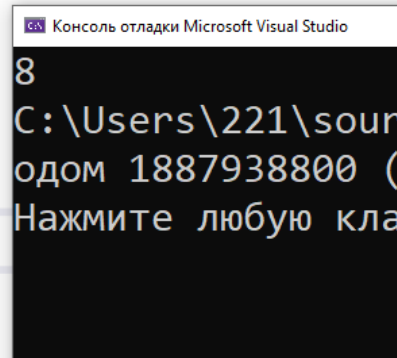 Консоль отладки Microsoft Visual Studio
8
C:\Users\221\sour
одом 1887938800 (
Нажмите любую кла